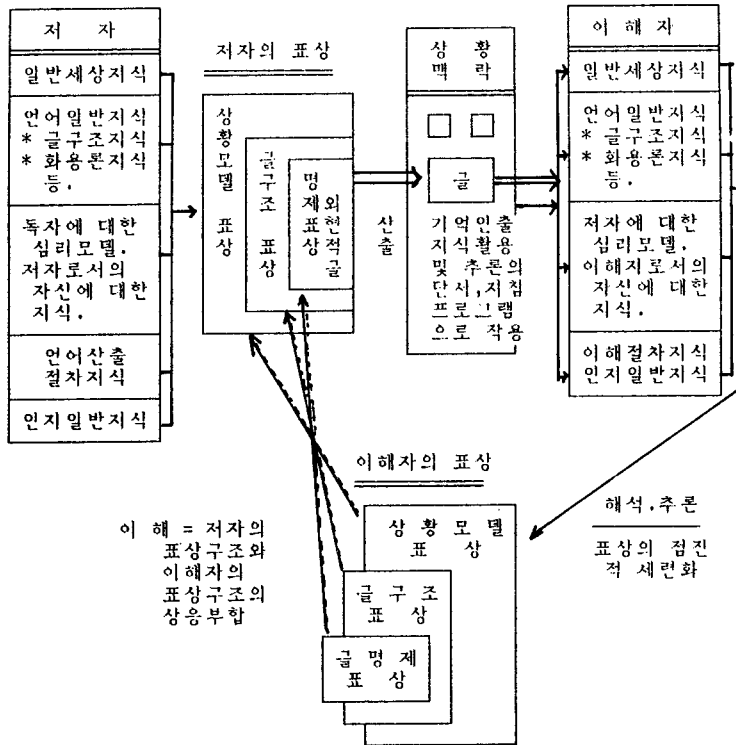 저 자
일반세상지식
언어일반지식
* 글구조지식
* 화용론지식
등.
독자에 대한
심리모델.
저자로서의
자신에 대한
지식.
언어산출
절차지식
인지일반지식
저자의 표상
상황모델 표상
글구조 표상
명제표상
외현적글
산출
상 황
맥 락
글
기억인출
지식활용
및 추론의
단서,지침
프로그램
으로 작용
이 해 자
일반세상지식
언어일반지식
* 글구조지식
* 화용론지식
등.
저자에 대한
심리모델.
이해지로서의
자신에 대한
지식.
이해절차지식
인지일반지식
이해자의 표상
상황모델
표 상
글구조
표 상
글명제
표 상
이 해 = 저자의
표상구조와
이해자의
표상구조의
상응부합
해석.추론
표상의 점진
적 세련화